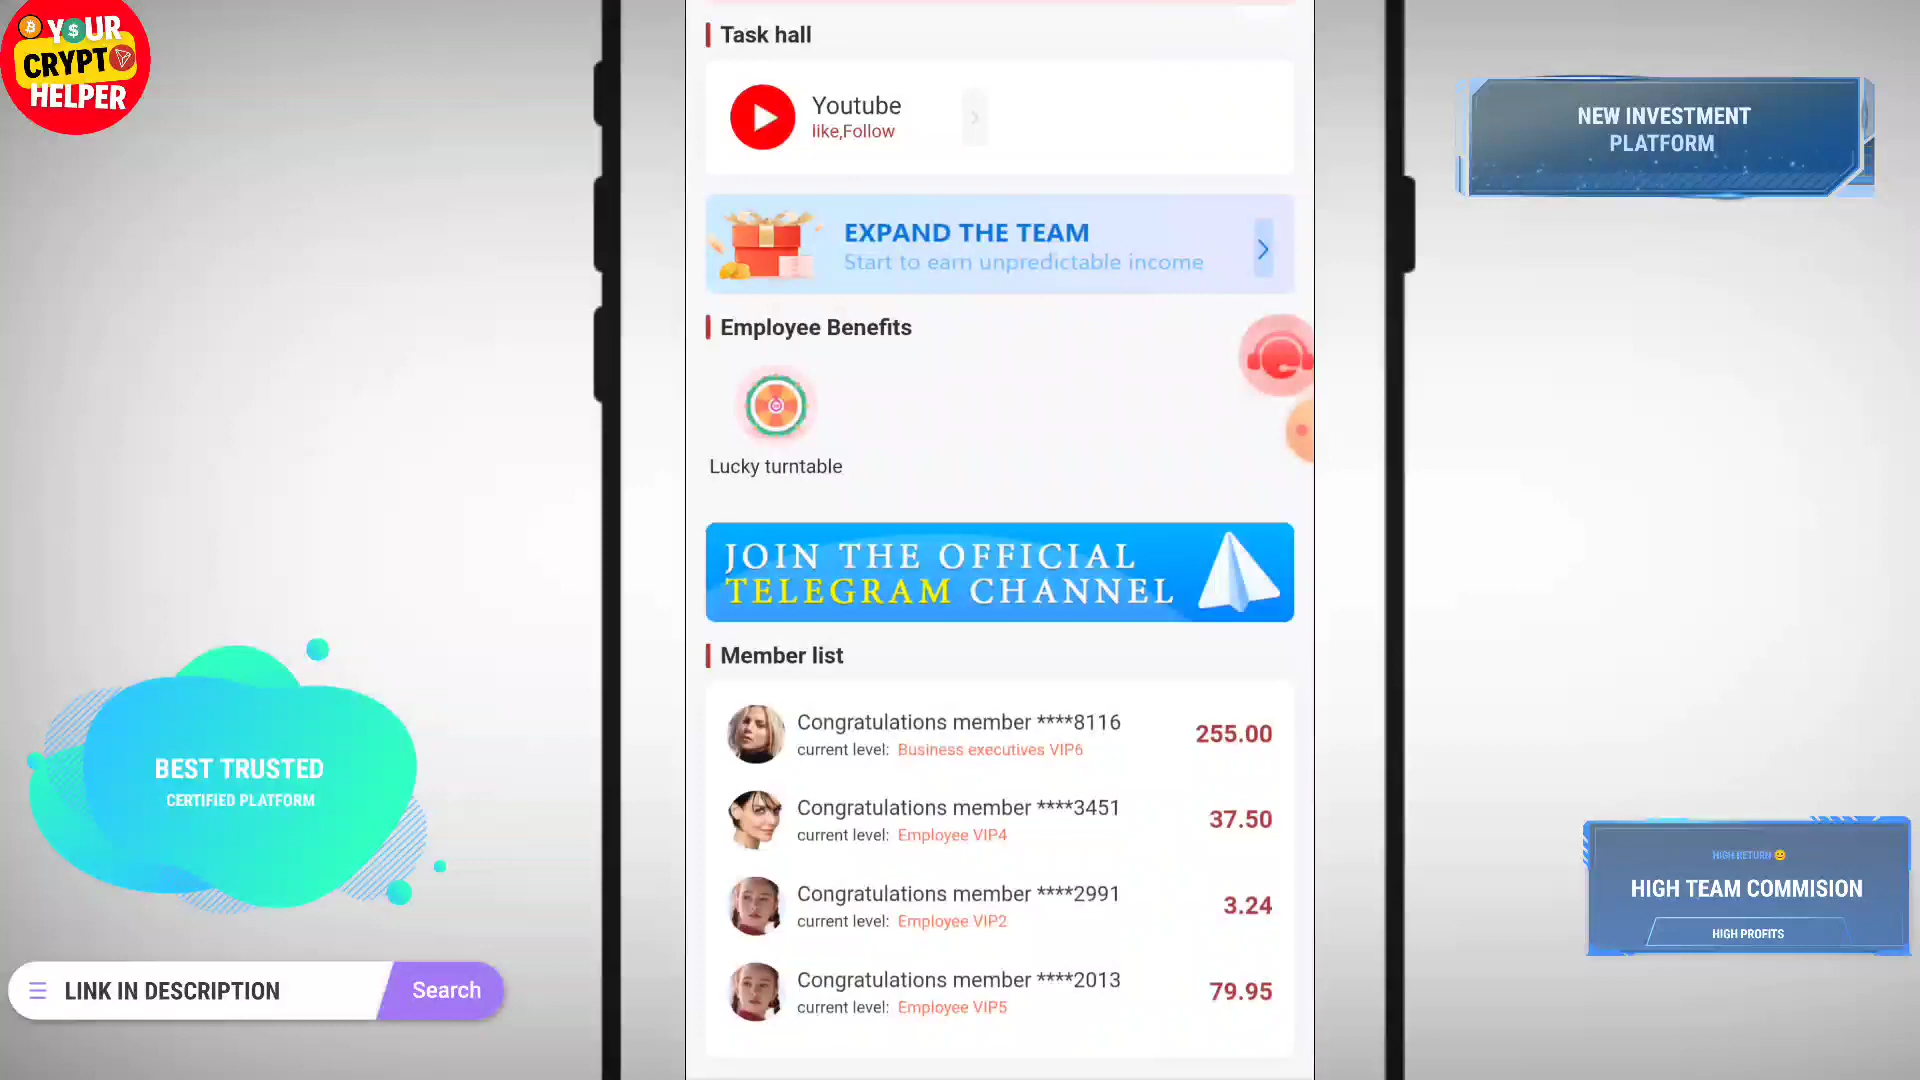 YOUR
CRYPTO
HELPER
Task hall
Youtube
like,Follow
EXPAND THE TEAM
Start to earn unpredictable income
Employee Benefits
Lucky turntable
JOIN THE OFFICIAL
TELEGRAM CHANNEL
Member list
Congratulations member ****8116
255.00
current level: Business executives VIP6
Congratulations member ****3451
37.50
current level: Employee VIP4
Congratulations member ****2991
3.24
current level: Employee VIP2
Congratulations member ****2013
79.95
current level: Employee VIP5
NEW INVESTMENT
PLATFORM
BEST TRUSTED
CERTIFIED PLATFORM
LINK IN DESCRIPTION
Search
HIGH RETURN 😊
HIGH TEAM COMMISION
HIGH PROFITS